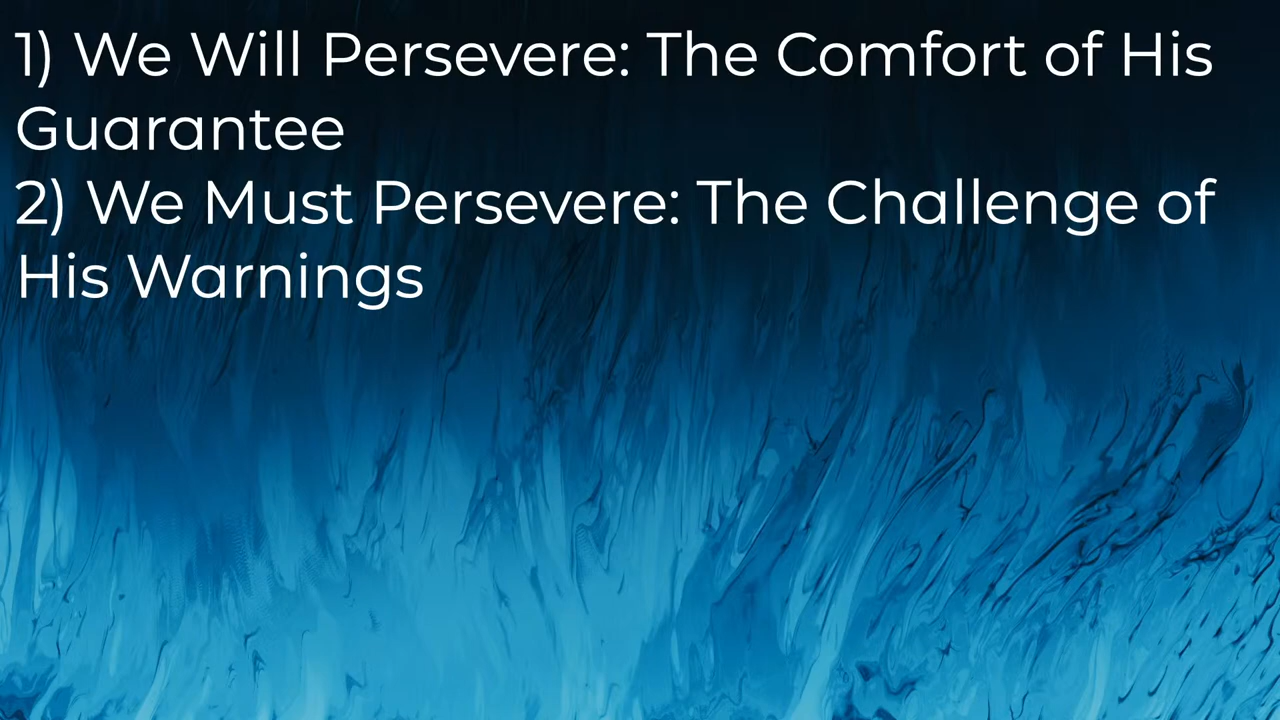 1) We Will Persevere: The Comfort of His
Guarantee
2) We Must Persevere: The Challenge of
His Warnings